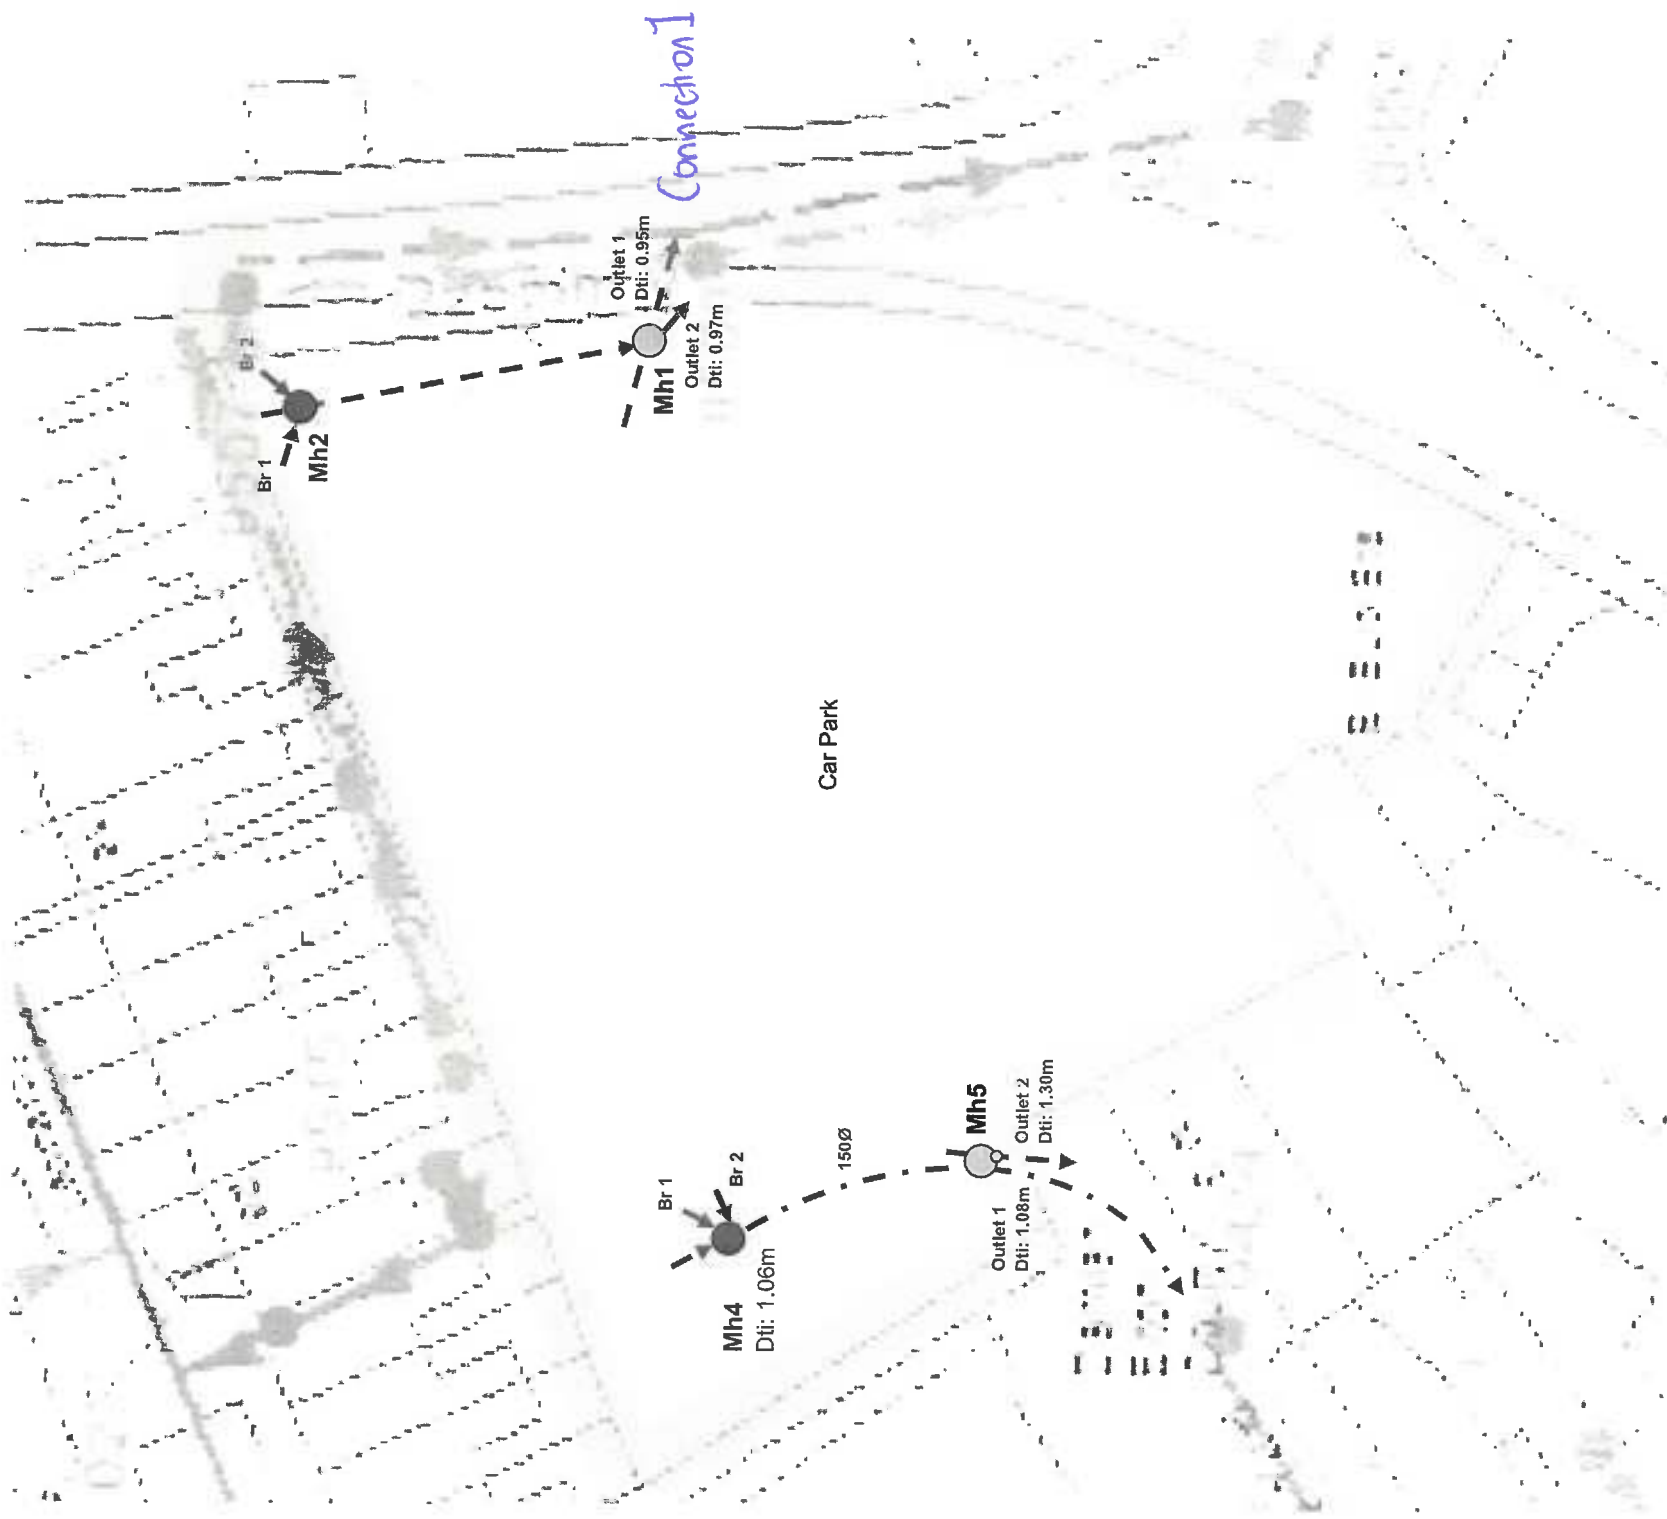 Connection 1
Outlet 1
Dti: 0.95m
Br 2
Mh1
Outlet 2
Dti: 0.97m
Br 1
Mh2
Car Park
Mh5
Outlet 2
Dti: 1.30m
150Ø
Br 1
Br 2
Outlet 1
Dti: 1.08m
Mh4
Dti: 1.06m